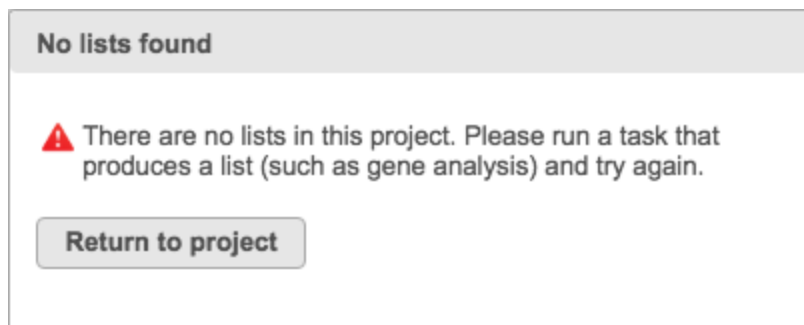 No lists found
There are no lists in this project. Please run a task that
produces a list (such as gene analysis) and try again.
Return to project